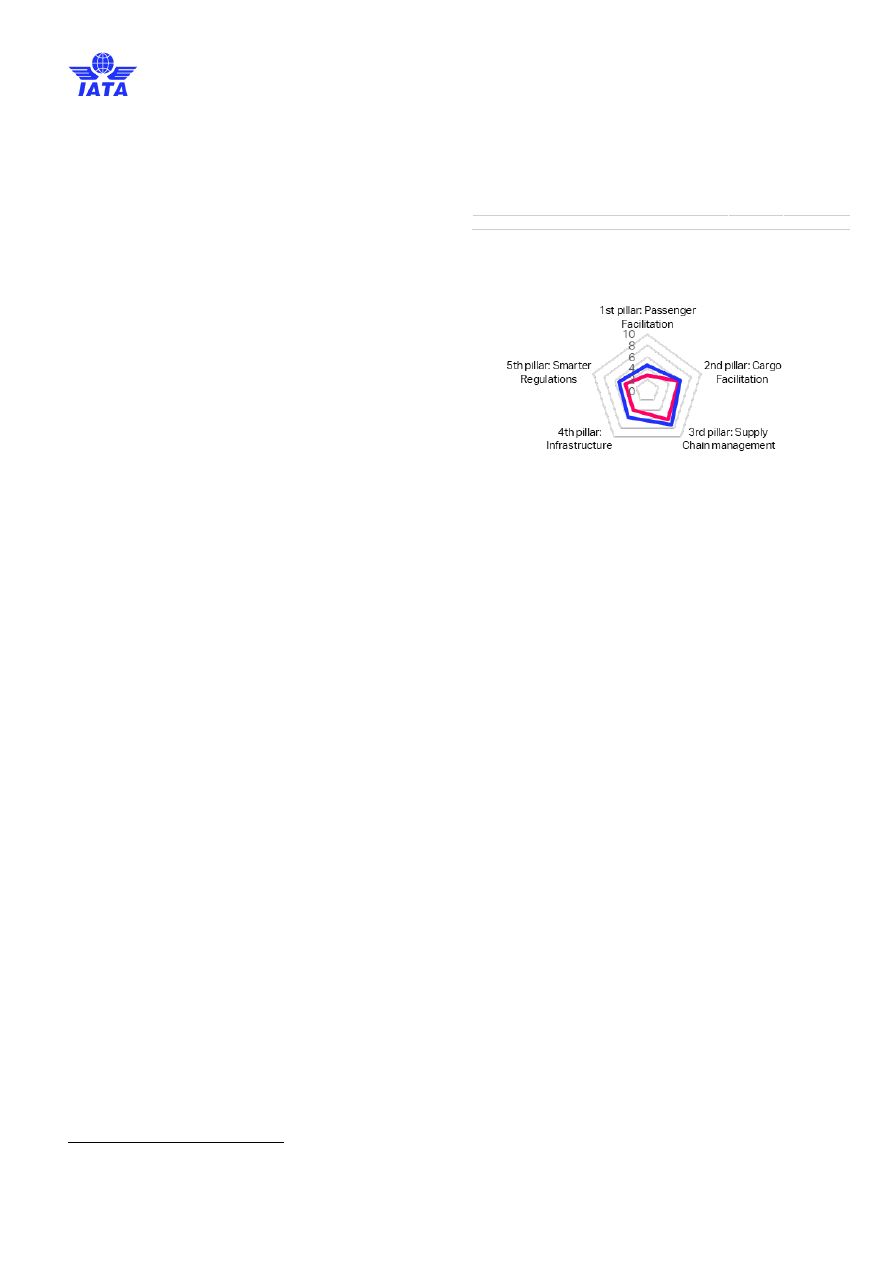 IATA
1st pillar: Passenger
Facilitation
10
8
6
4
0
5th pillar: Smarter
Regulations
2nd pillar: Cargo
Facilitation
4th pillar:
Infrastructure
3rd pillar: Supply
Chain management